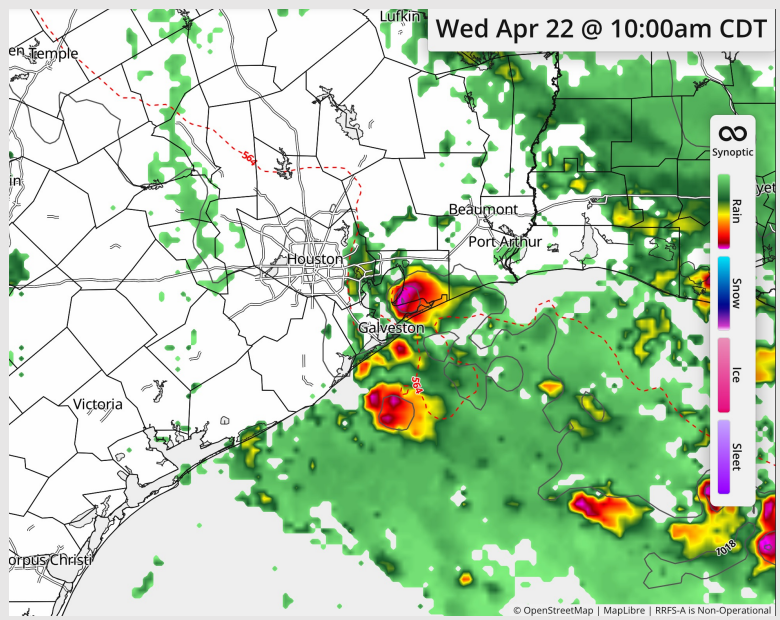 Lufkin
Wed Apr 22 @ 10:00am CDT
Temple
564
Synoptic
Rain
Beaumont
Port Arthur
Houston
Snow
Galveston
Ice
564
Victoria
Sleet
1018
orpus Christi
© OpenStreetMap | MapLibre | RRFS-A is Non-Operational